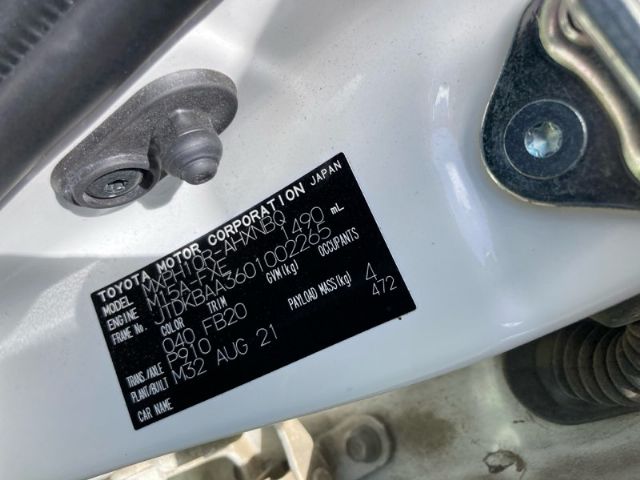 TOYOTA MOTOR CORPORATION JAPAN
MODEL MXPH10R-AHXNBQ
ENGINE M15A-FXE 1490 mL
FRAME No. JTDKBAA3601002265
COLOR TRIM GVM(kg) OCCUPANTS
040 FB20 4
TRANS./AXLE P910 PAYLOAD MASS(kg) 472
PLANT/BUILT M32 AUG 21
CAR NAME